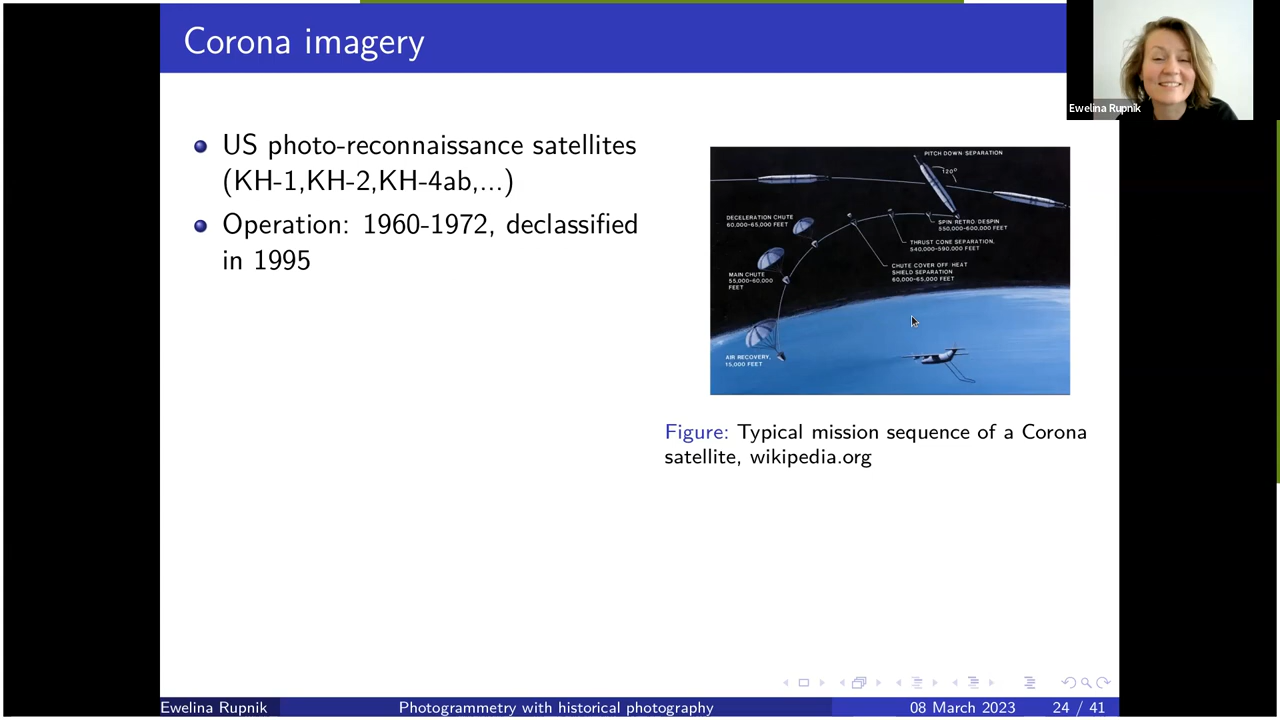 Corona imagery
Ewelina Rupnik
US photo-reconnaissance satellites
(KH-1,KH-2,KH-4ab,...)
Operation: 1960-1972, declassified
in 1995
PITCH DOWN SEPARATION
120°
DECELERATION CHUTE
60,000-65,000 FEET
SPIN RETRO-DESPIN
550,000-600,000 FEET
THRUST CONE SEPARATION,
540,000-590,000 FEET
CHUTE COVER OFF HEAT
SHIELD SEPARATION
60,000-65,000 FEET
MAIN CHUTE
55,000-60,000
FEET
AIR RECOVERY,
15,000 FEET
Figure: Typical mission sequence of a Corona
satellite, wikipedia.org
Ewelina Rupnik
Photogrammetry with historical photography
08 March 2023
24 / 41